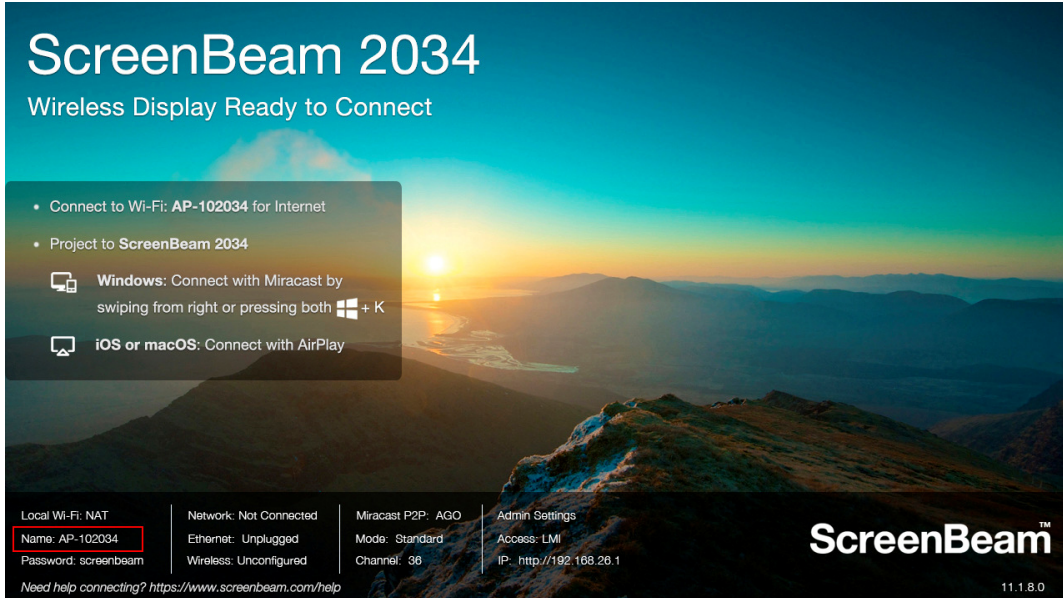 ScreenBeam 2034
Wireless Display Ready to Connect
• Connect to Wi-Fi: AP-102034 for Internet
• Project to ScreenBeam 2034
Windows: Connect with Miracast by
swiping from right or pressing both + K
iOS or macOS: Connect with AirPlay
Local Wi-Fi: NAT
Name: AP-102034
Password: screenbeam
Network: Not Connected
Ethernet: Unplugged
Wireless: Unconfigured
Miracast P2P: AGO
Mode: Standard
Channel: 36
Admin Settings
Access: LMI
IP: http://192.168.26.1
ScreenBeam™
Need help connecting? https://www.screenbeam.com/help
11.1.8.0